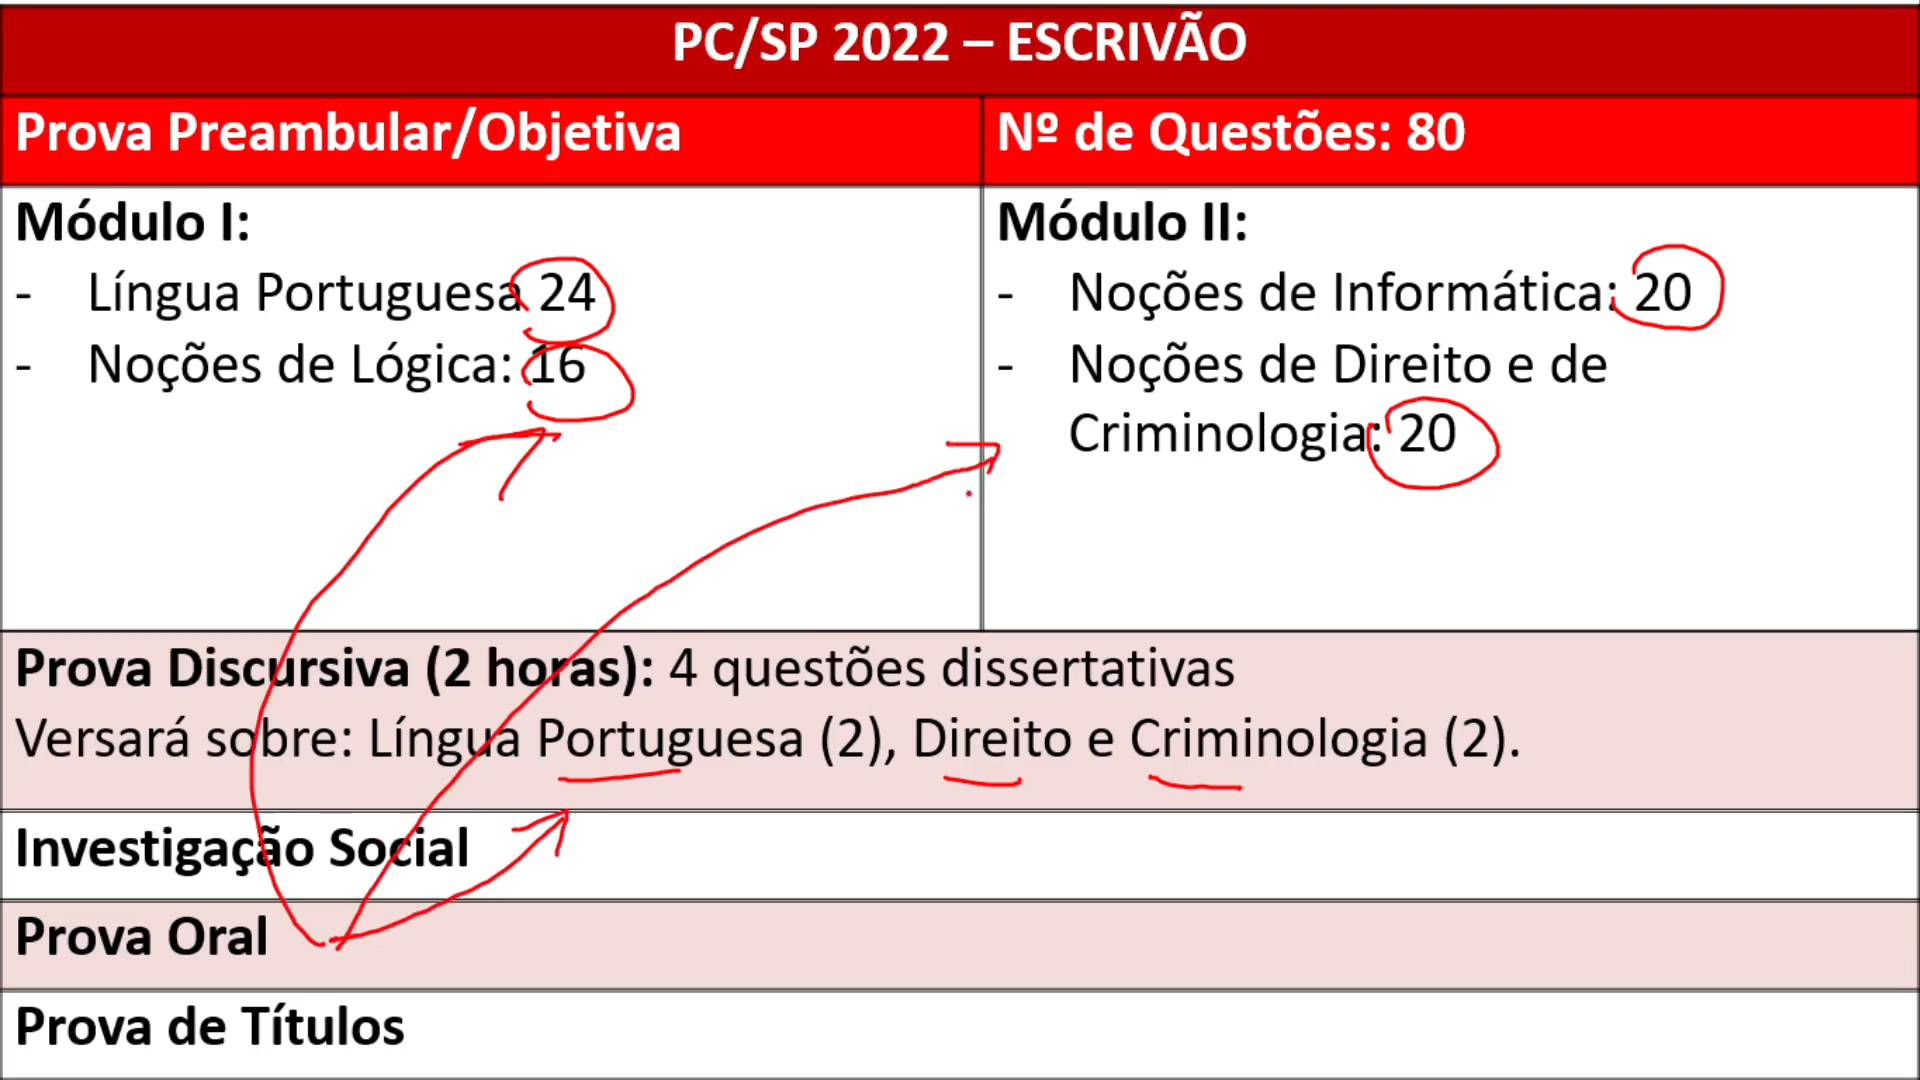 PC/SP 2022 – ESCRIVÃO
Prova Preambular/Objetiva
Nº de Questões: 80
Módulo I:
- Língua Portuguesa 24
- Noções de Lógica: 16
Módulo II:
- Noções de Informática: 20
- Noções de Direito e de
Criminologia: 20
Prova Discursiva (2 horas): 4 questões dissertativas
Versará sobre: Língua Portuguesa (2), Direito e Criminologia (2).
Investigação Social
Prova Oral
Prova de Títulos